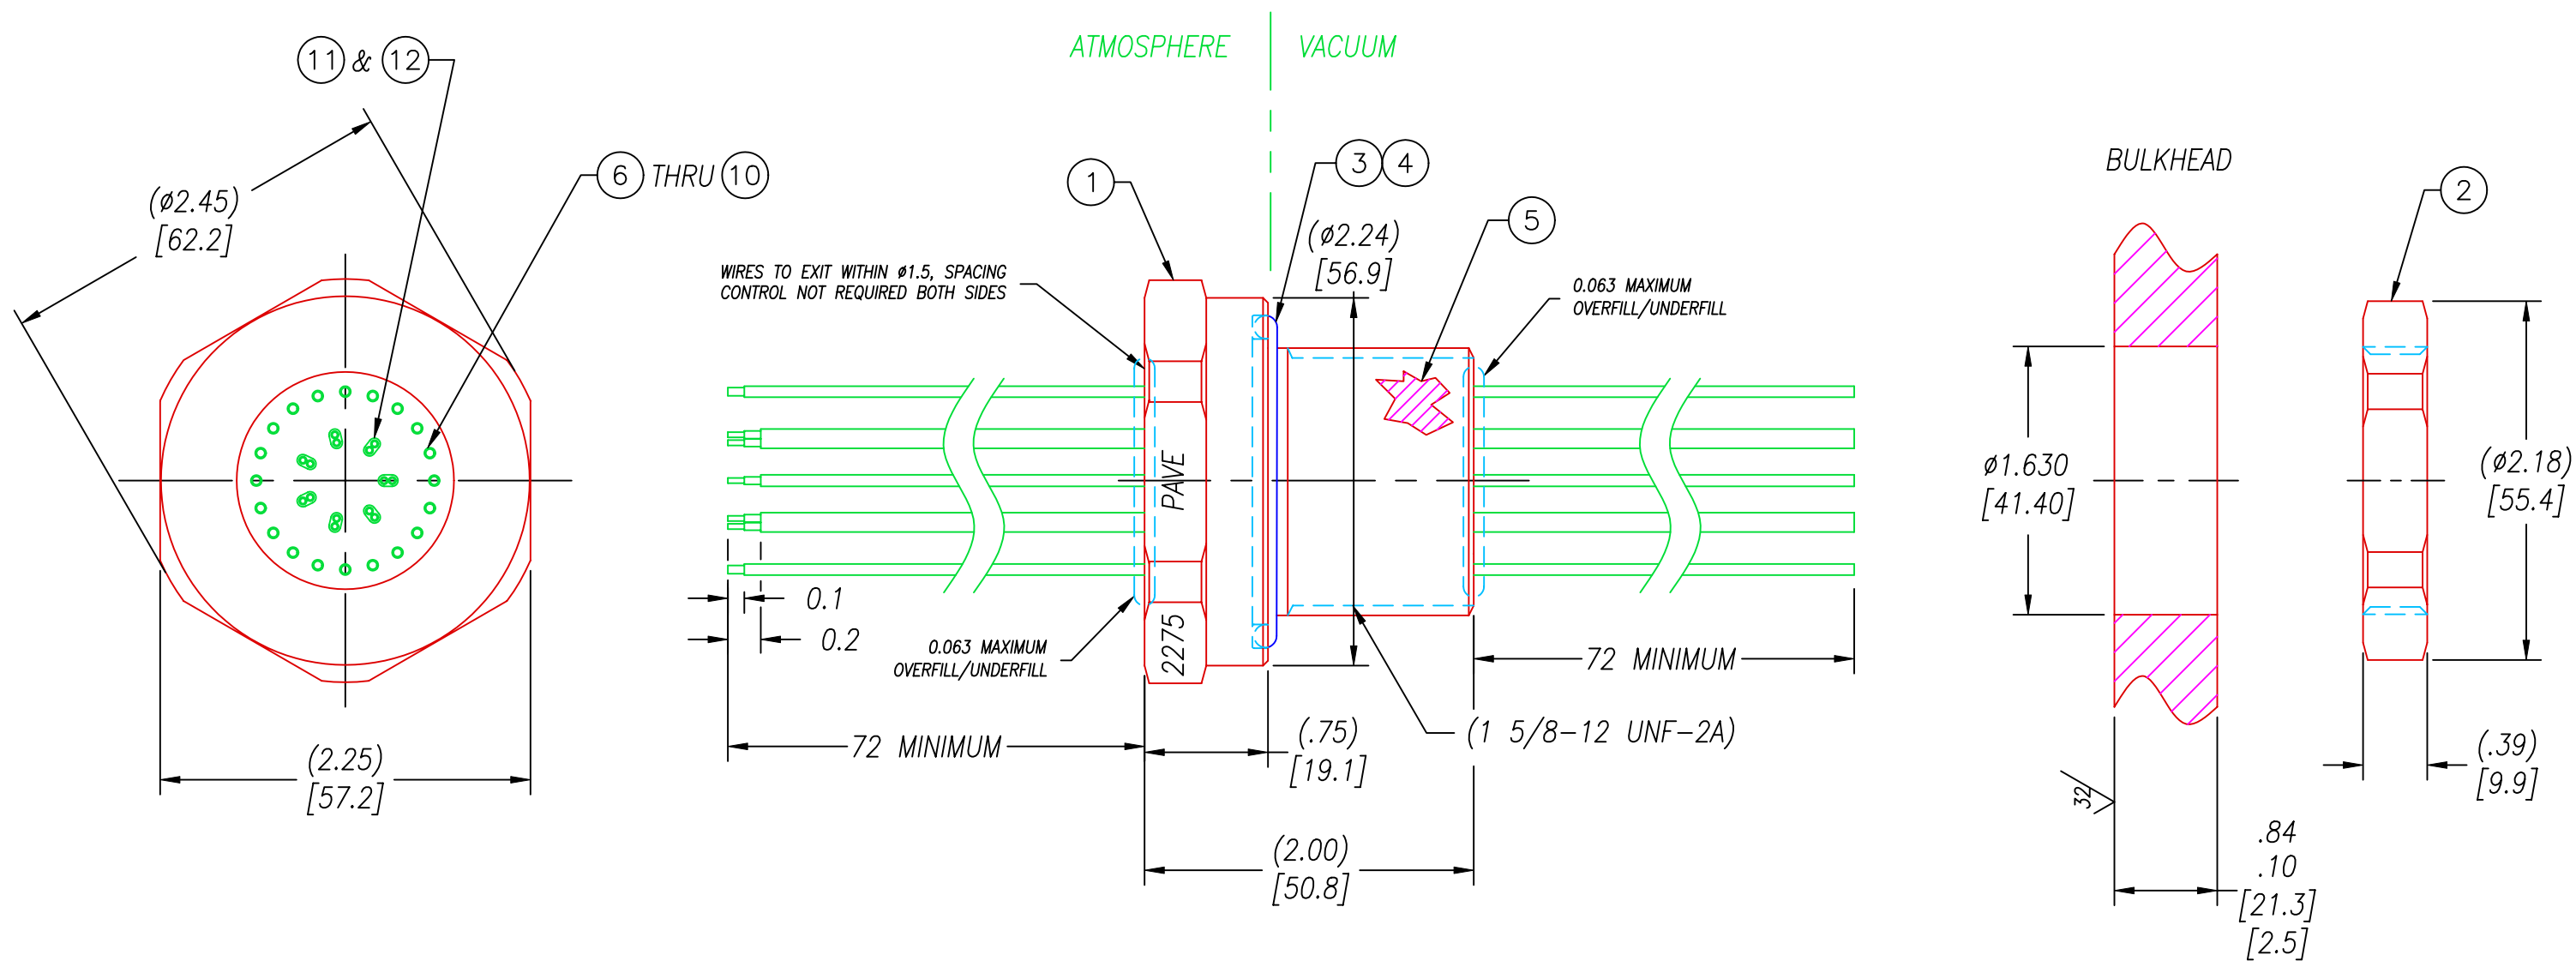 11 & 12
6 THRU 10
(ø2.45)
[62.2]
(2.25)
[57.2]
ATMOSPHERE
VACUUM
1
3 4
5
(ø2.24)
[56.9]
WIRES TO EXIT WITHIN ø1.5, SPACING
CONTROL NOT REQUIRED BOTH SIDES
0.063 MAXIMUM
OVERFILL/UNDERFILL
PAVE
2275
0.1
0.2
0.063 MAXIMUM
OVERFILL/UNDERFILL
72 MINIMUM
72 MINIMUM
(1 5/8-12 UNF-2A)
(.75)
[19.1]
(2.00)
[50.8]
BULKHEAD
2
ø1.630
[41.40]
(ø2.18)
[55.4]
(.39)
[9.9]
32
.84
.10
[21.3]
[2.5]